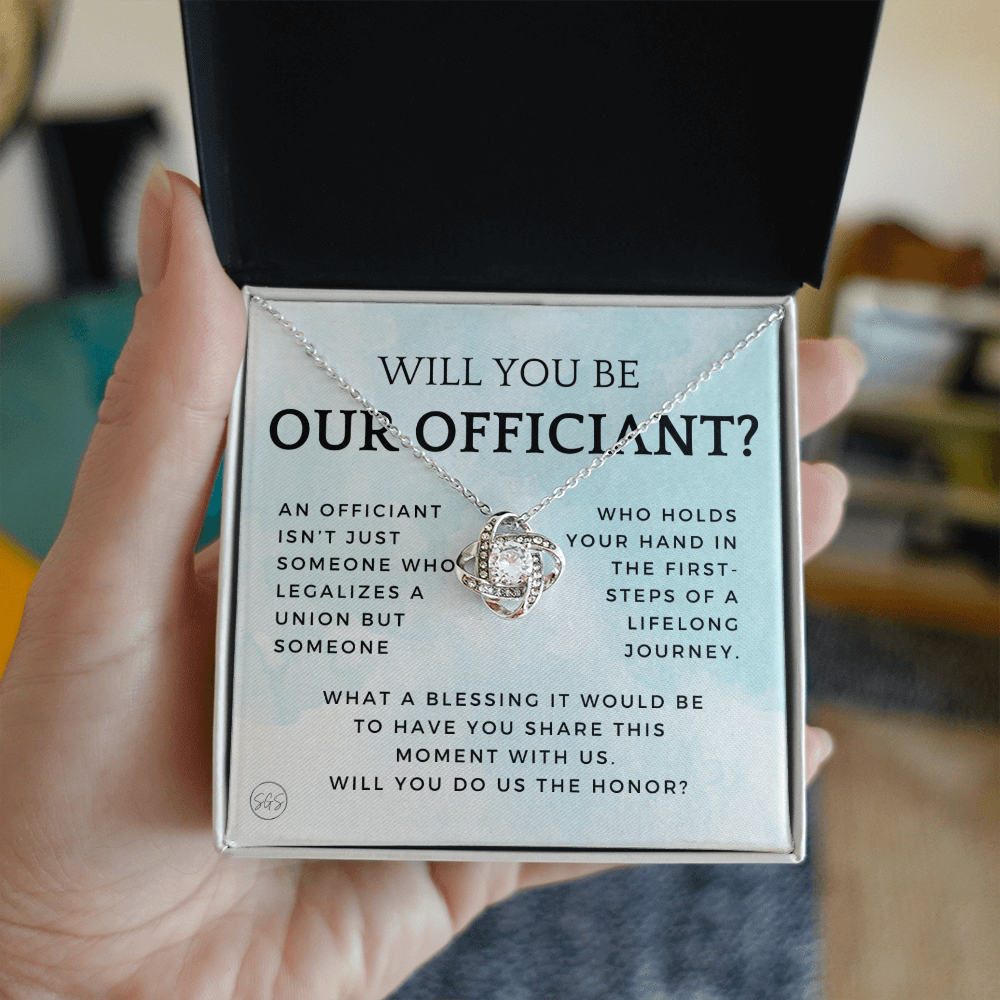 WILL YOU BE
OUR OFFICIANT?
AN OFFICIANT
ISN'T JUST
SOMEONE WHO
LEGALIZES A
UNION BUT
SOMEONE
WHO HOLDS
YOUR HAND IN
THE FIRST-
STEPS OF A
LIFELONG
JOURNEY.
WHAT A BLESSING IT WOULD BE
TO HAVE YOU SHARE THIS
MOMENT WITH US.
WILL YOU DO US THE HONOR?
SGS